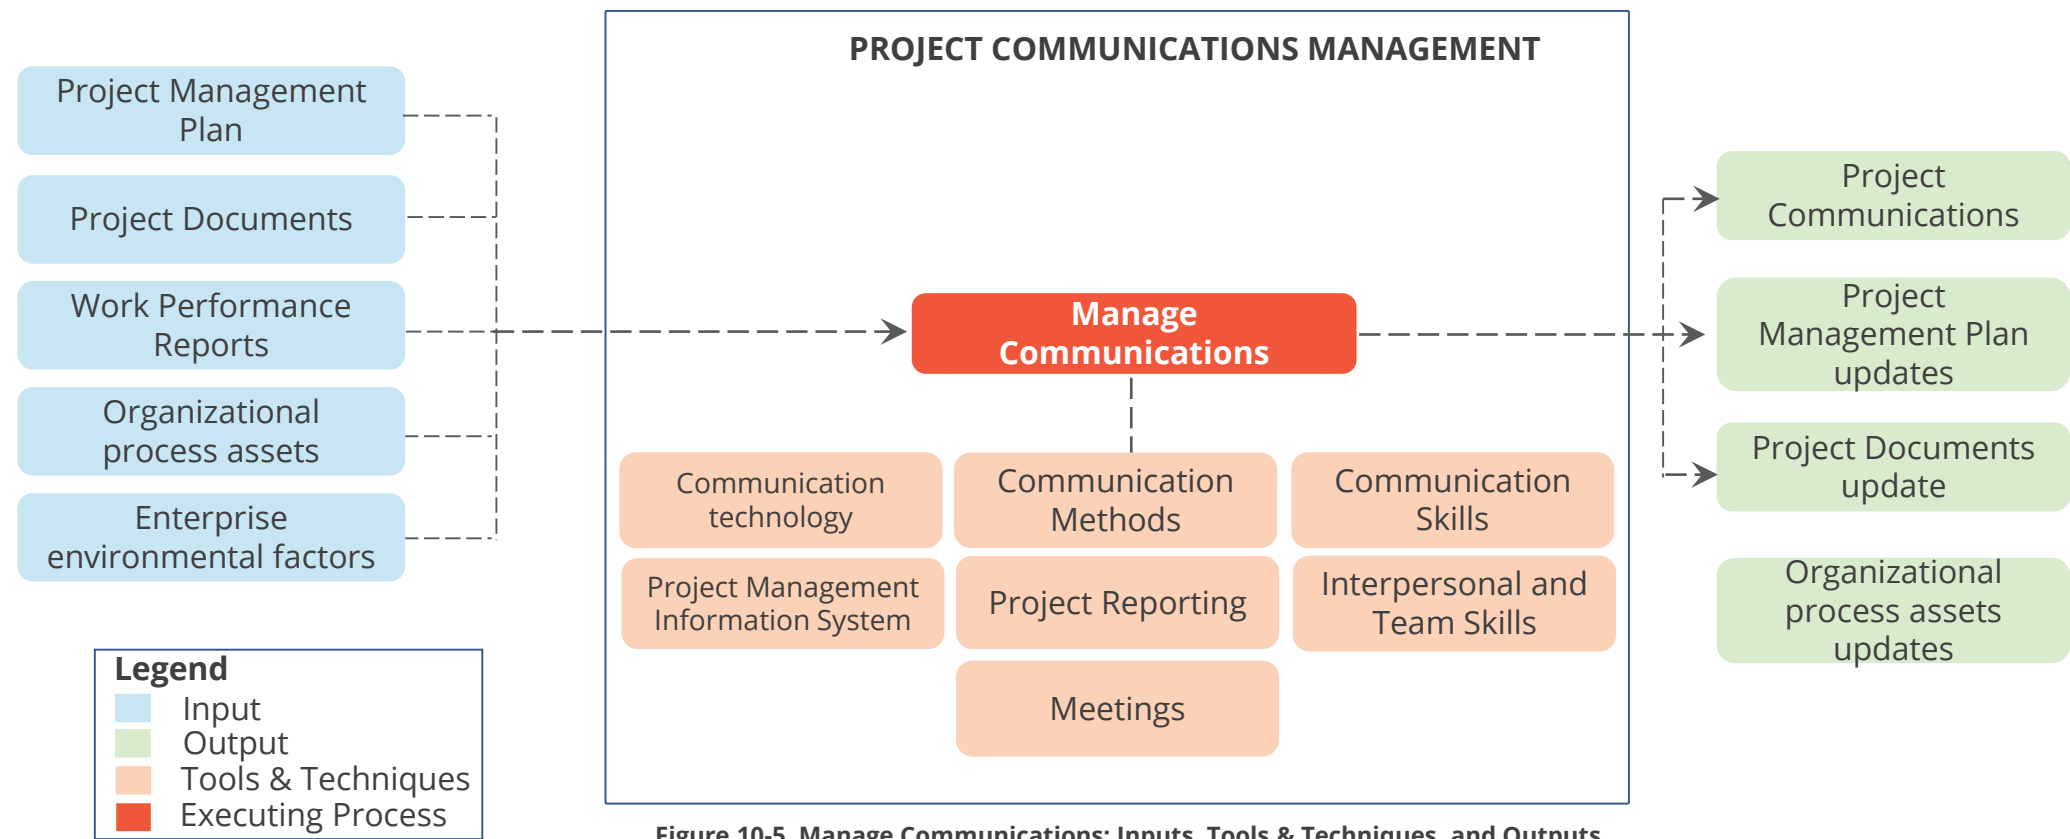 PROJECT COMMUNICATIONS MANAGEMENT
Project Management
Plan
Project Documents
Work Performance
Reports
Organizational
process assets
Enterprise
environmental factors
Manage
Communications
Communication
technology
Communication
Methods
Communication
Skills
Project Management
Information System
Project Reporting
Interpersonal and
Team Skills
Meetings
Project
Communications
Project
Management Plan
updates
Project Documents
update
Organizational
process assets
updates
Legend
Input
Output
Tools & Techniques
Executing Process
Figure 10-5. Manage Communications: Inputs, Tools & Techniques, and Outputs